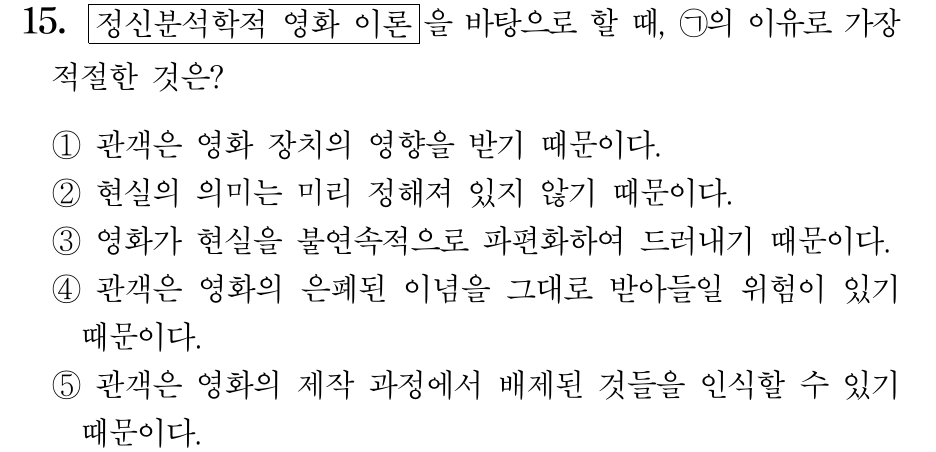 15. 정신분석학적 영화 이론 을 바탕으로 할 때, ㉠의 이유로 가장
적절한 것은?
① 관객은 영화 장치의 영향을 받기 때문이다.
② 현실의 의미는 미리 정해져 있지 않기 때문이다.
③ 영화가 현실을 불연속적으로 파편화하여 드러내기 때문이다.
④ 관객은 영화의 은폐된 이념을 그대로 받아들일 위험이 있기
때문이다.
⑤ 관객은 영화의 제작 과정에서 배제된 것들을 인식할 수 있기
때문이다.